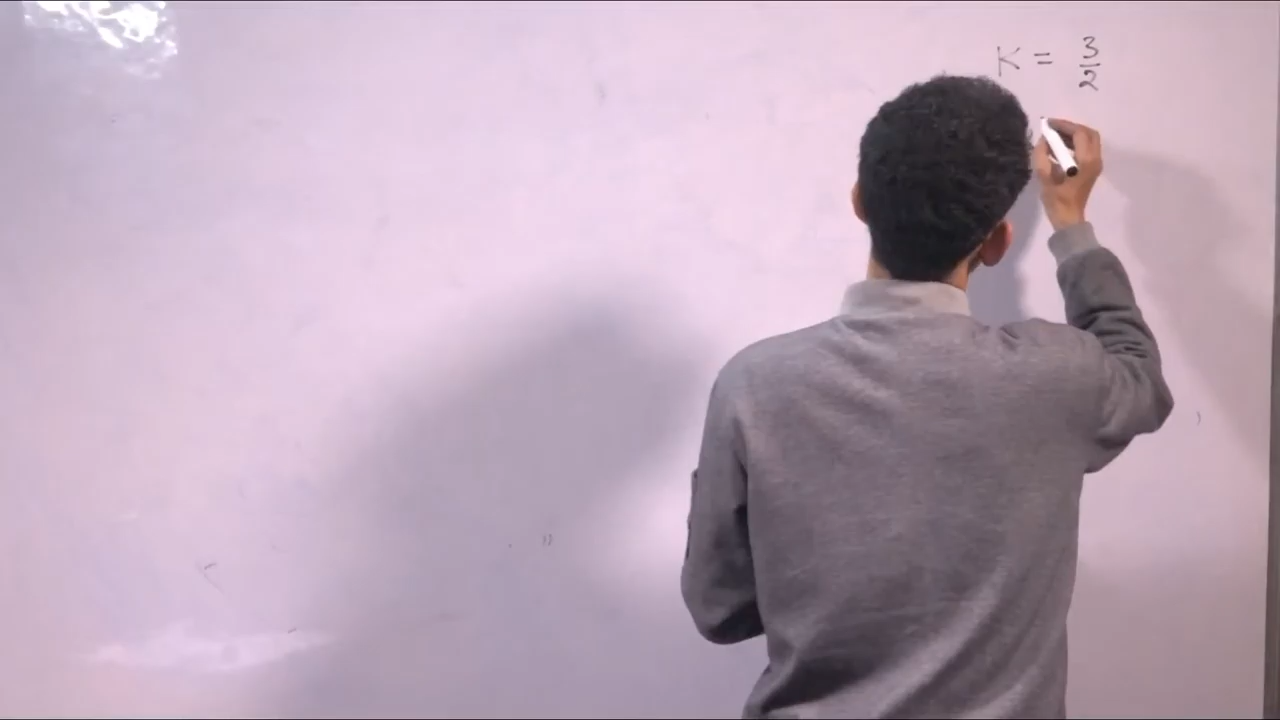 K = 3/2